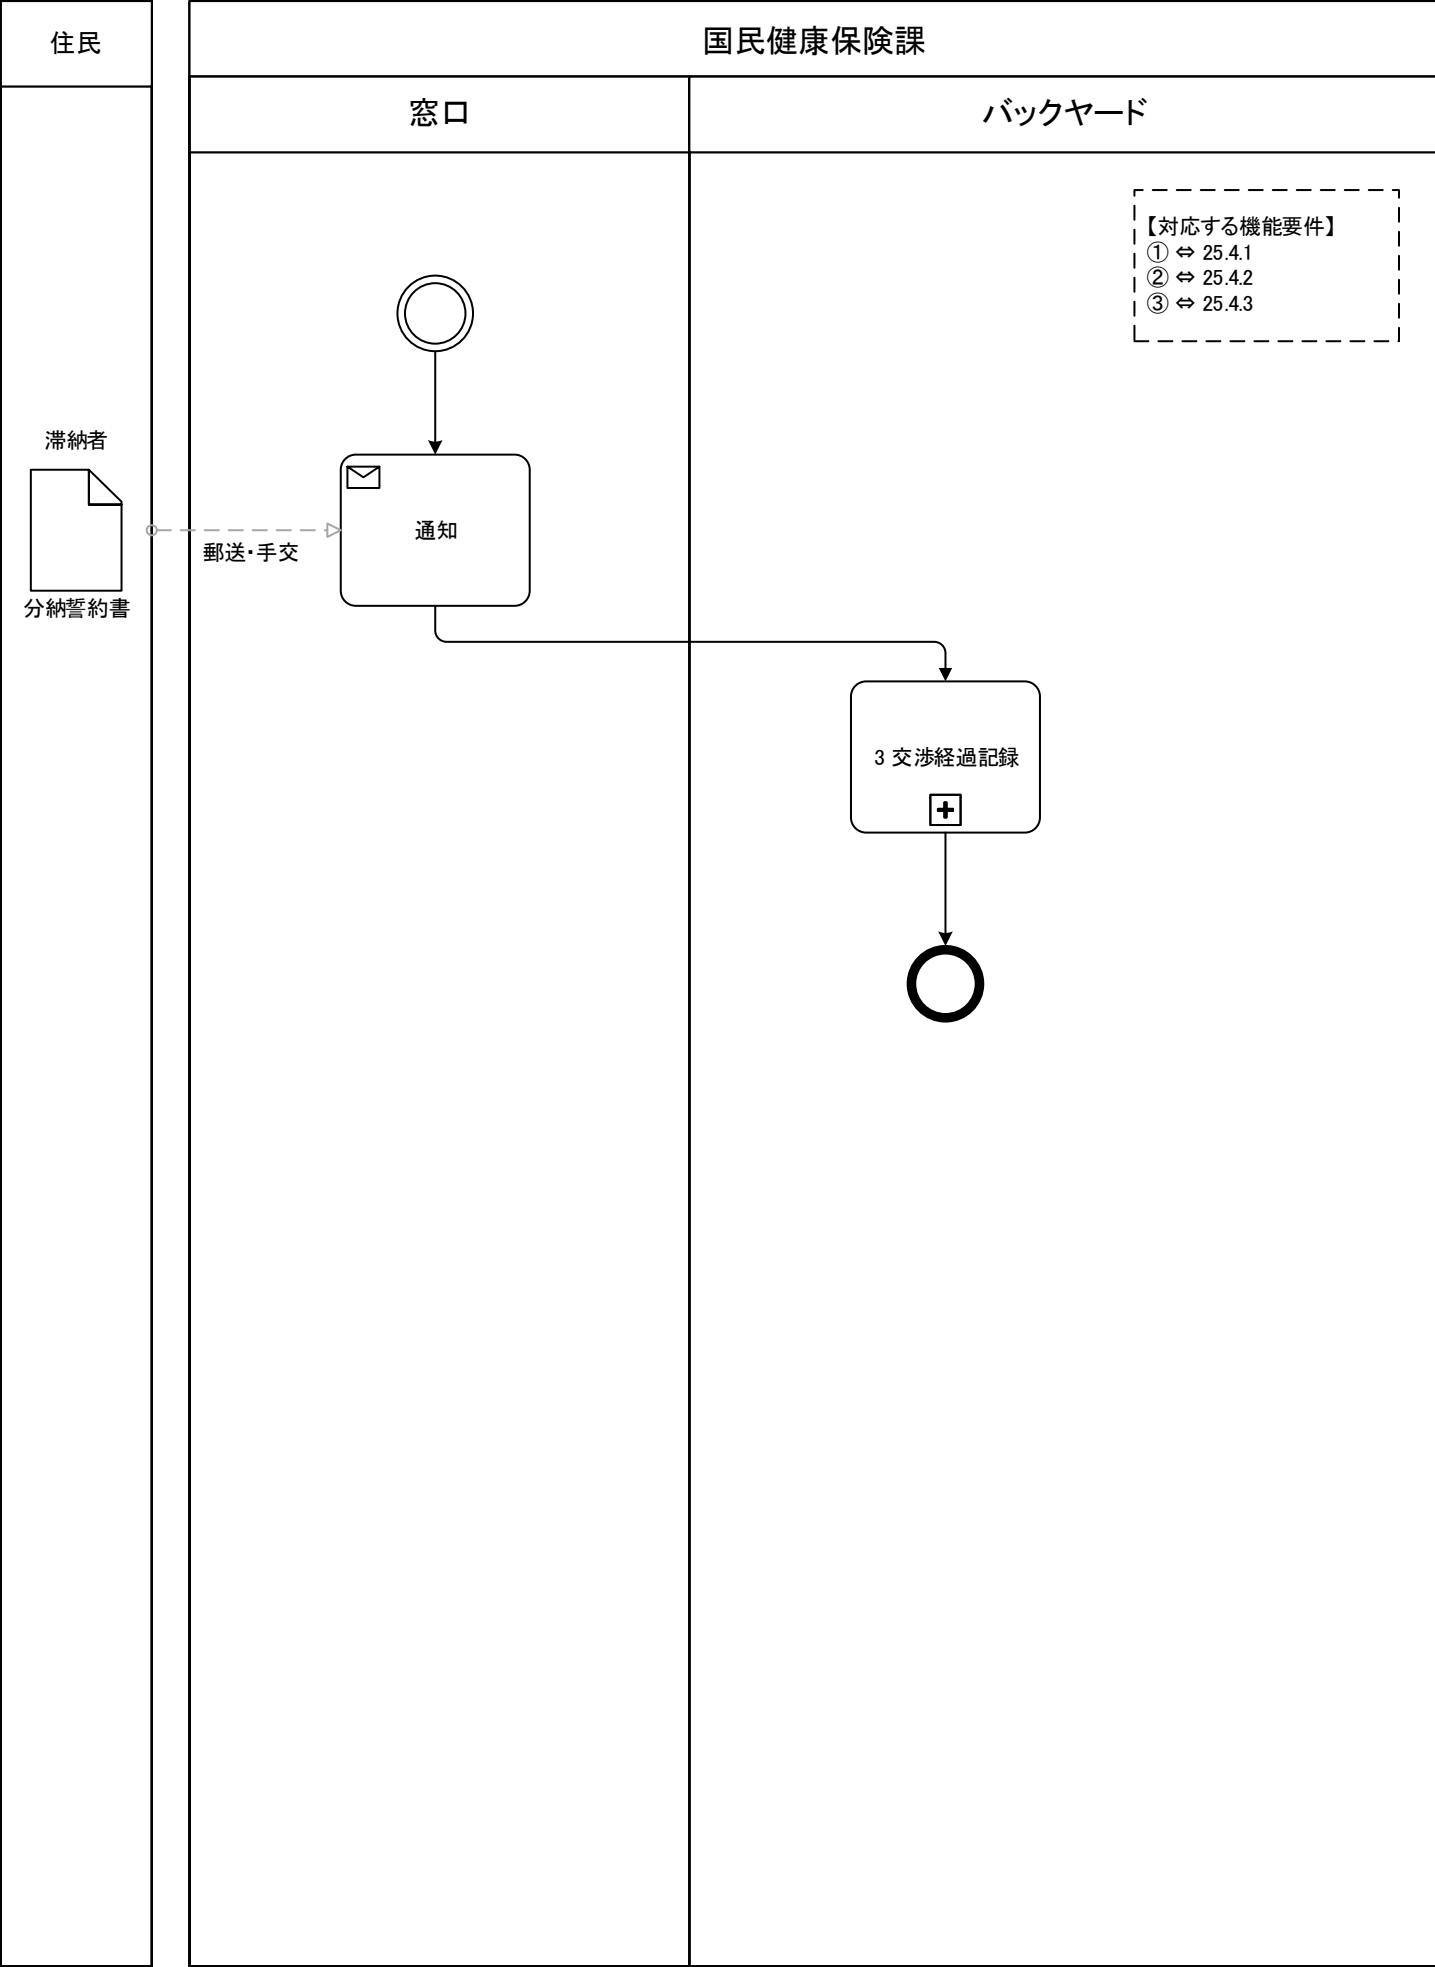 住民
国民健康保険課
窓口
バックヤード
【対応する機能要件】
① ⇔ 25.4.1
② ⇔ 25.4.2
③ ⇔ 25.4.3
滞納者
分納誓約書
郵送・手交
通知
3 交渉経過記録